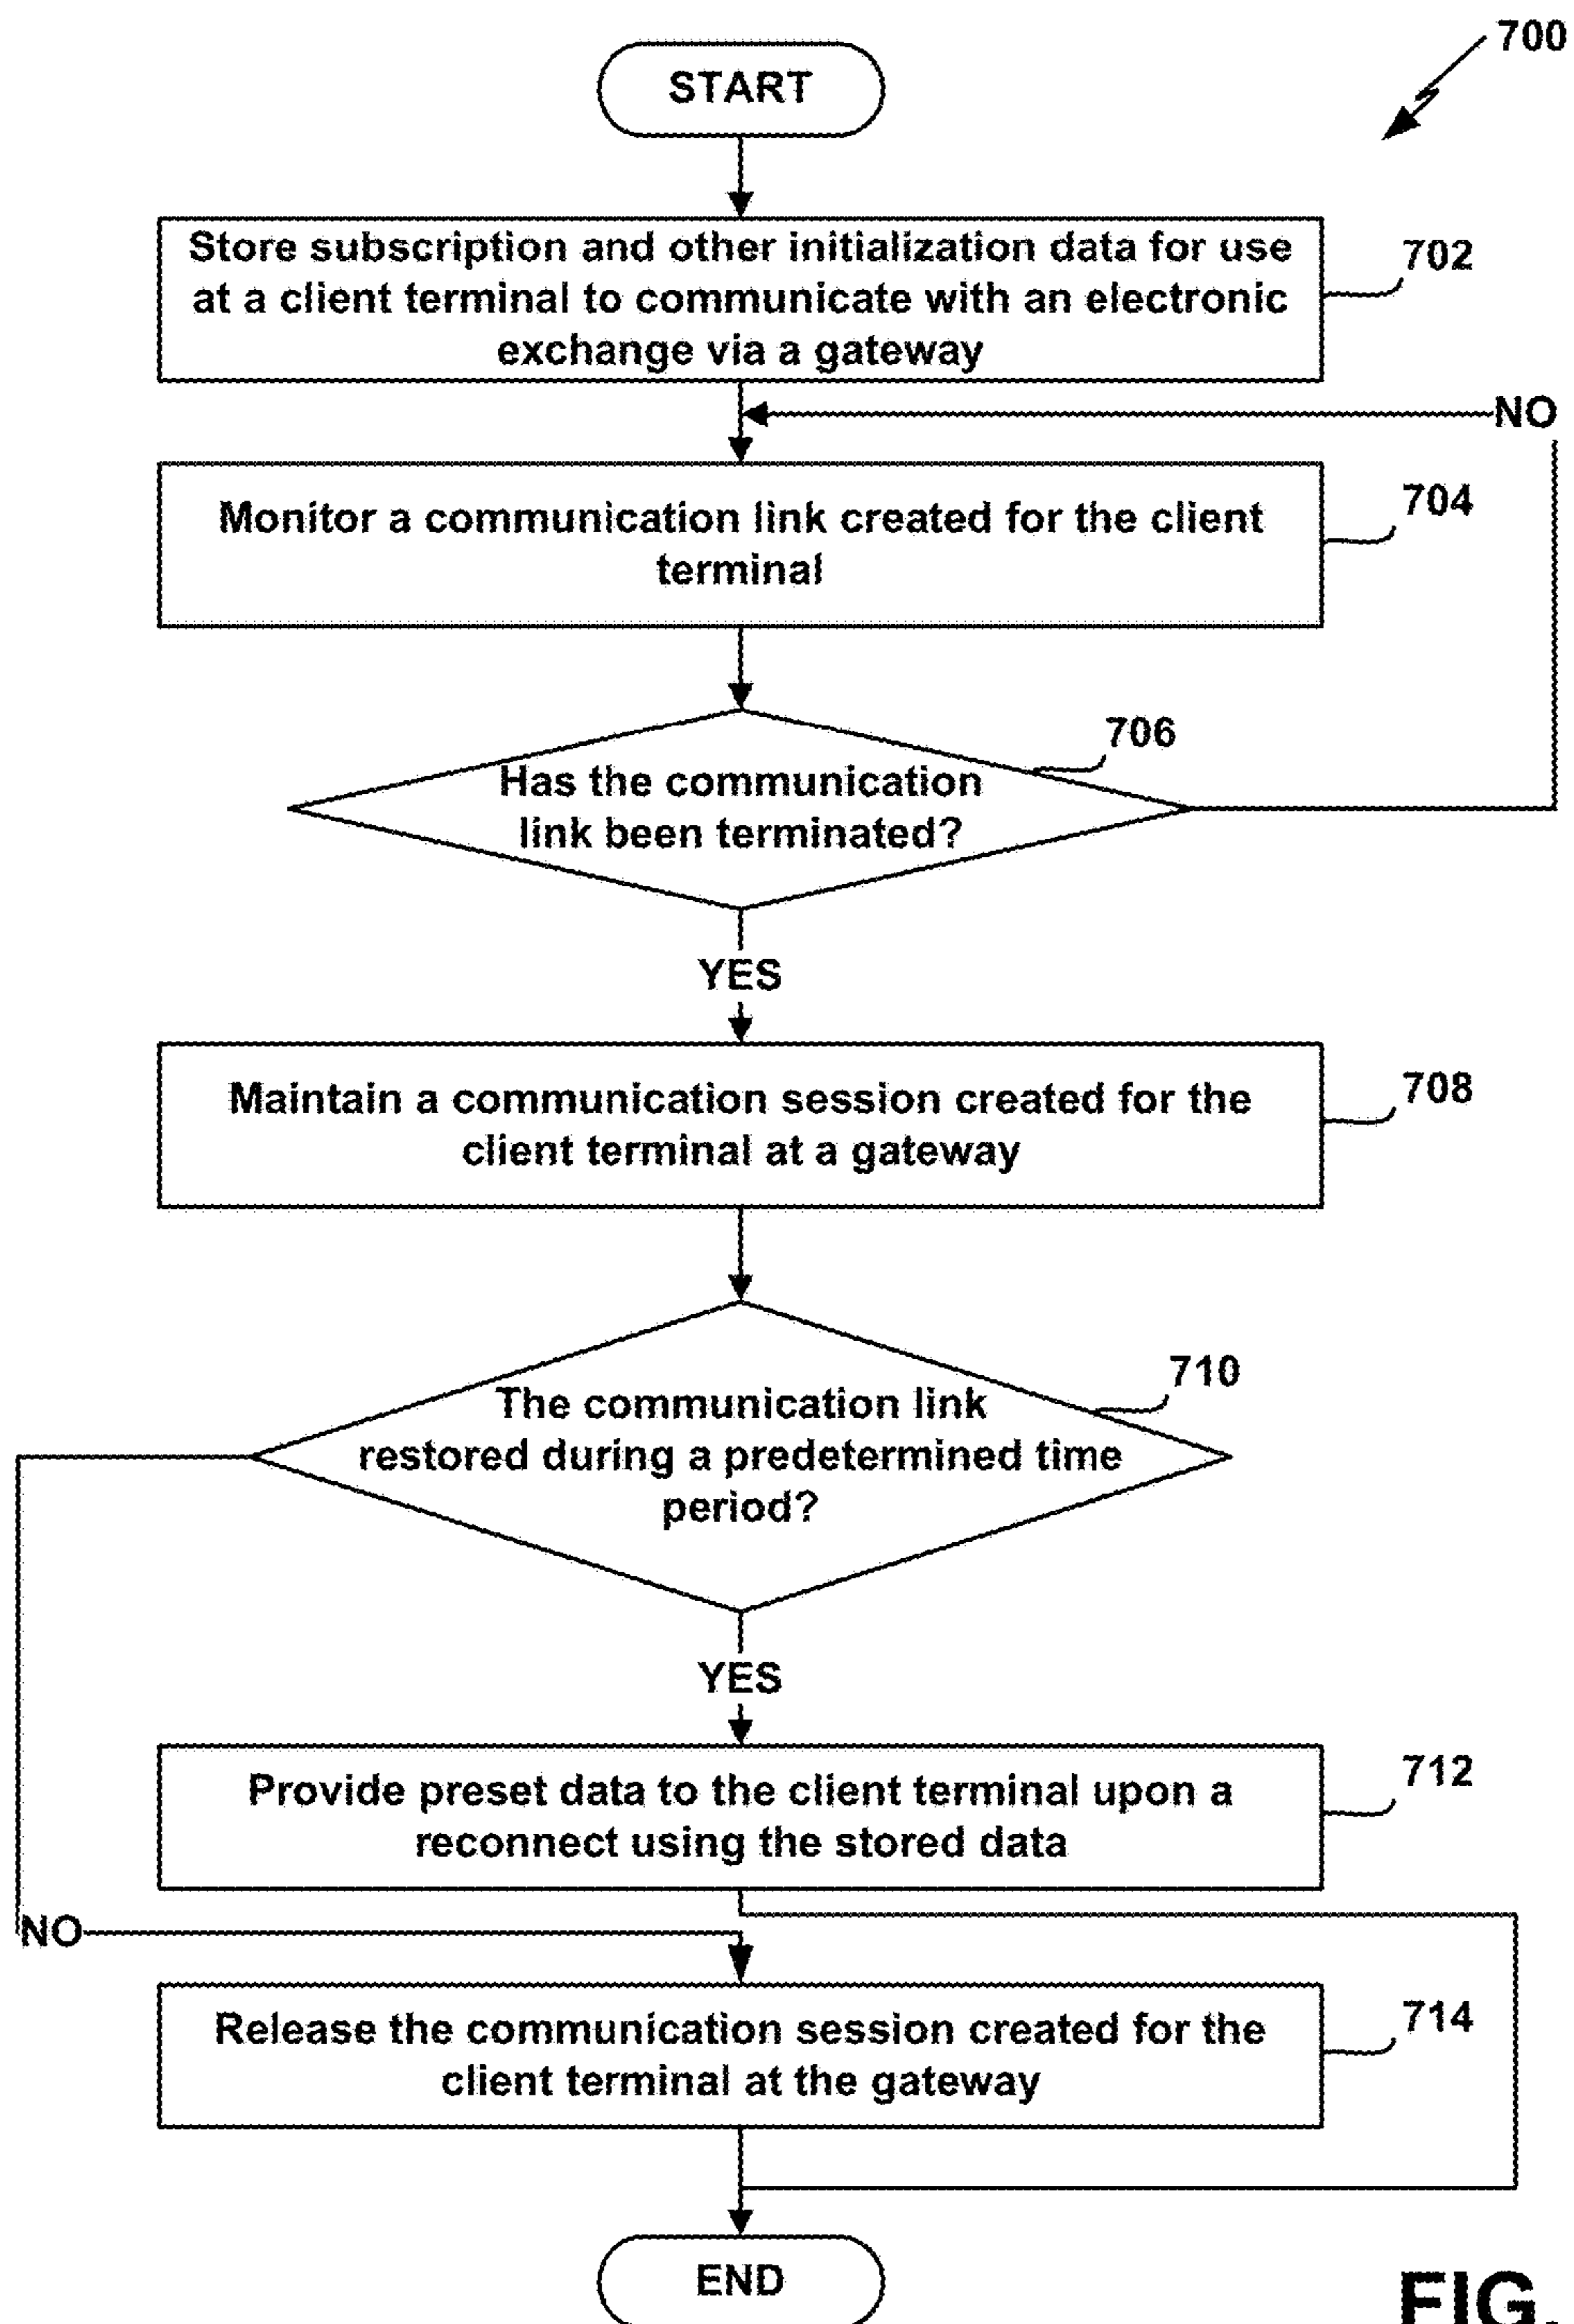 700
START
Store subscription and other initialization data for use
at a client terminal to communicate with an electronic
exchange via a gateway
702
NO
Monitor a communication link created for the client
terminal
704
706
Has the communication
link been terminated?
YES
Maintain a communication session created for the
client terminal at a gateway
708
710
The communication link
restored during a predetermined time
period?
YES
Provide preset data to the client terminal upon a
reconnect using the stored data
712
NO
Release the communication session created for the
client terminal at the gateway
714
END
FIG.